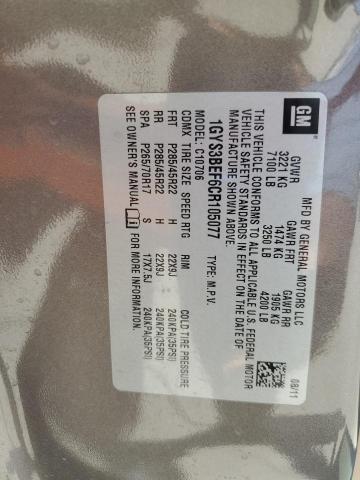 GM
MFD BY GENERAL MOTORS LLC
08/11
GVWR GAWR FRT GAWR RR
3221 KG 1474 KG 1905 KG
7100 LB 3250 LB 4200 LB
THIS VEHICLE CONFORMS TO ALL APPLICABLE U.S. FEDERAL MOTOR
VEHICLE SAFETY STANDARDS IN EFFECT ON THE DATE OF
MANUFACTURE SHOWN ABOVE.
1GYS3BEF6CR105077 TYPE: M.P.V.
MODEL: C10706
CDMX TIRE SIZE SPEED RTG RIM COLD TIRE PRESSURE
FRT P285/45R22 H 22X9J 240KPA(35PSI)
RR P285/45R22 H 22X9J 240KPA(35PSI)
SPA P265/70R17 S 17X7.5J 240KPA(35PSI)
SEE OWNER'S MANUAL i FOR MORE INFORMATION.